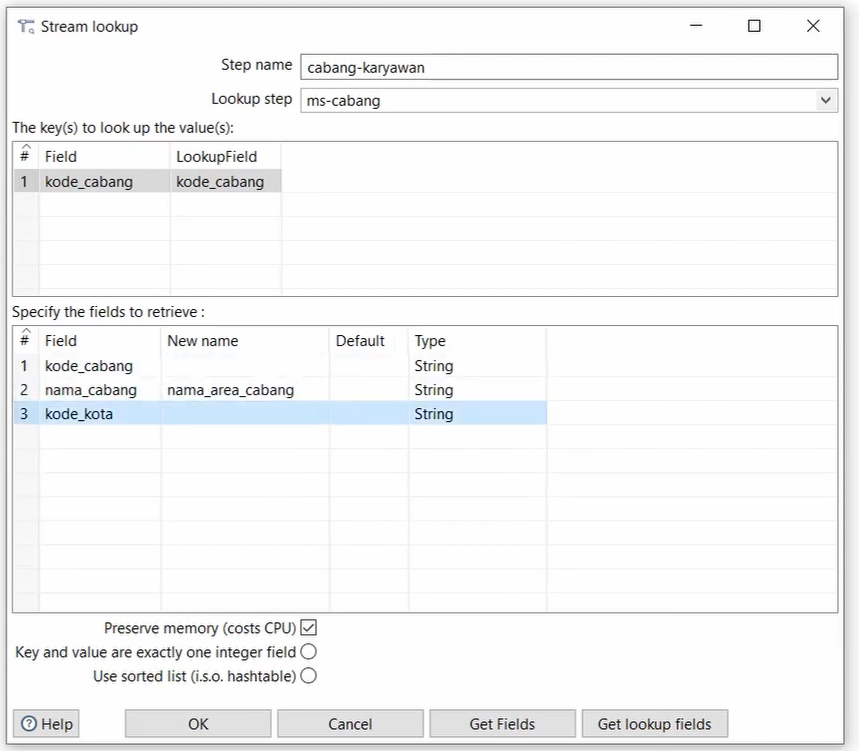 Stream lookup
Step name cabang-karyawan
Lookup step ms-cabang
The key(s) to look up the value(s):
# Field LookupField
1 kode_cabang kode_cabang
Specify the fields to retrieve :
# Field New name Default Type
1 kode_cabang String
2 nama_cabang nama_area_cabang String
3 kode_kota String
Preserve memory (costs CPU)
Key and value are exactly one integer field
Use sorted list (i.s.o. hashtable)
Help OK Cancel Get Fields Get lookup fields